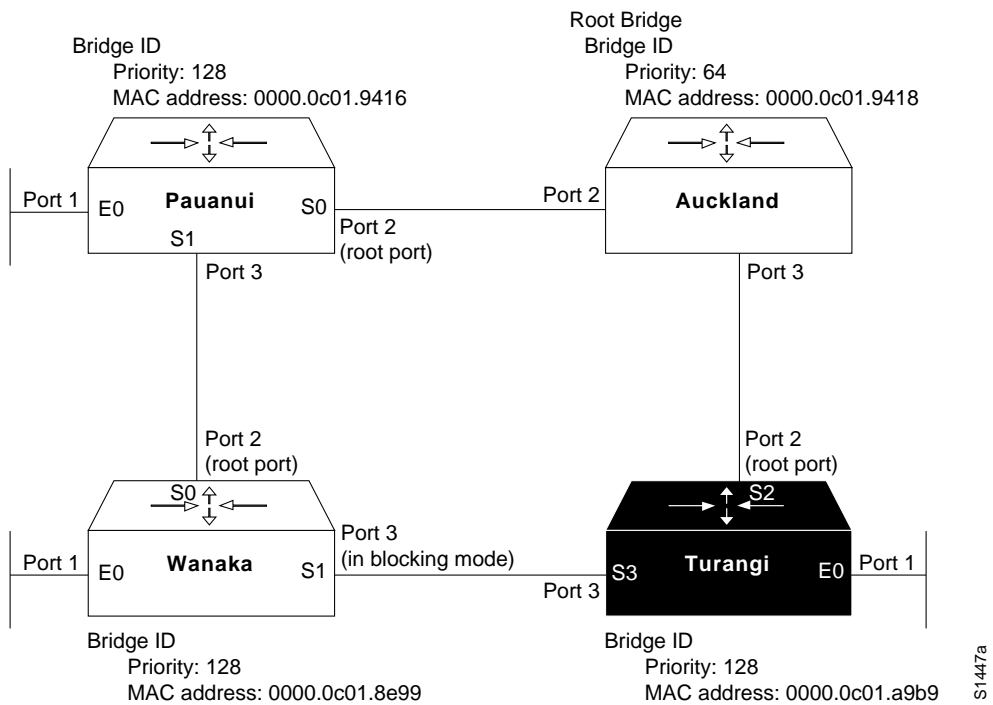 Root Bridge
Bridge ID
Priority: 128
MAC address: 0000.0c01.9416
Bridge ID
Priority: 64
MAC address: 0000.0c01.9418
Port 1
E0
Pauanui
S0
S1
Port 2
(root port)
Port 3
Port 2
Auckland
Port 3
Port 2
(root port)
Port 2
(root port)
S0
Port 1
E0
Wanaka
S1
Port 3
(in blocking mode)
S2
Port 3
S3
Turangi
E0
Port 1
Bridge ID
Priority: 128
MAC address: 0000.0c01.8e99
Bridge ID
Priority: 128
MAC address: 0000.0c01.a9b9
S1447a